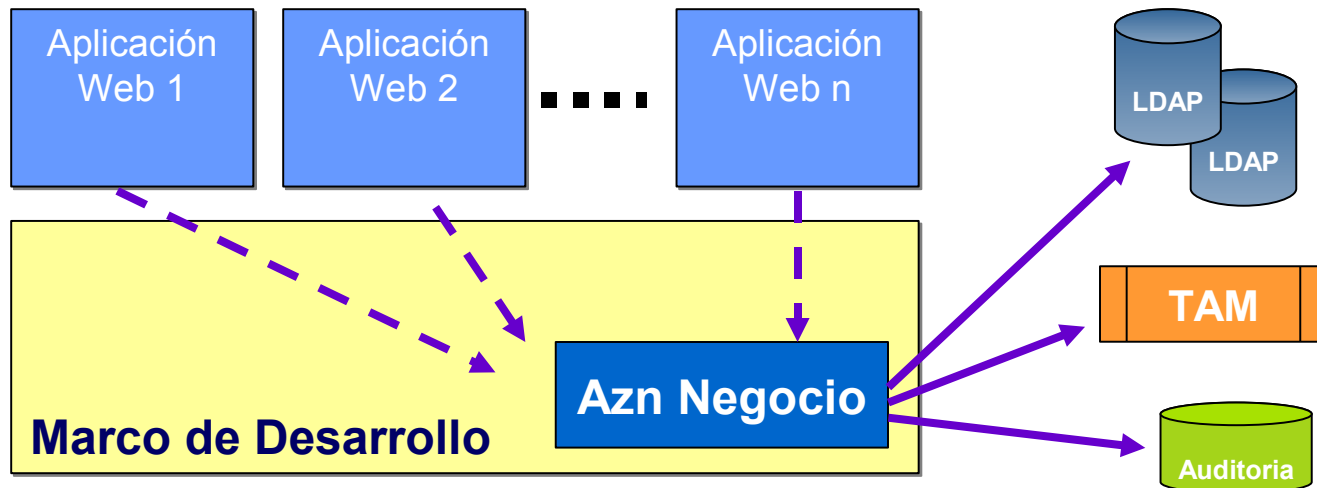 Aplicación
Web 1
Aplicación
Web 2
Aplicación
Web n
LDAP
LDAP
TAM
Azn Negocio
Marco de Desarrollo
Auditoria